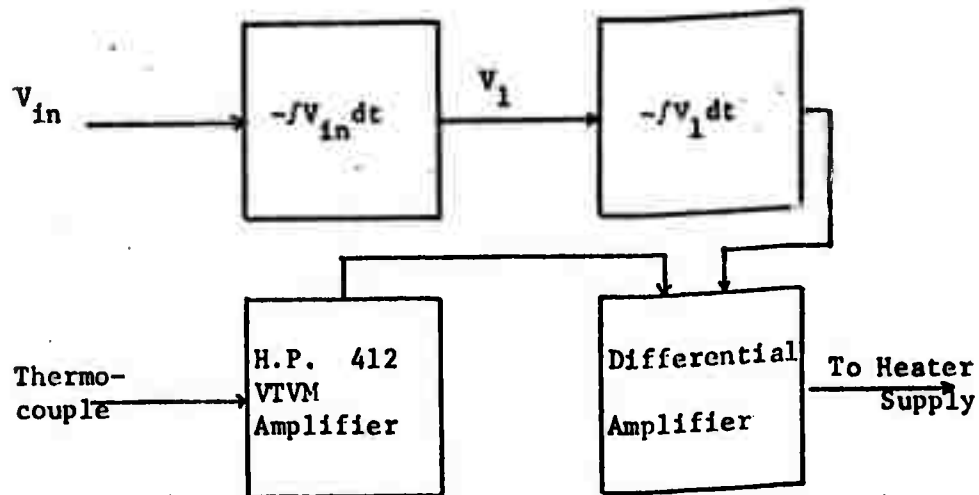 V_in
-∫V_in dt
V_1
-∫V_1 dt
Thermo-
couple
H.P. 412
VTVM
Amplifier
Differential
Amplifier
To Heater
Supply